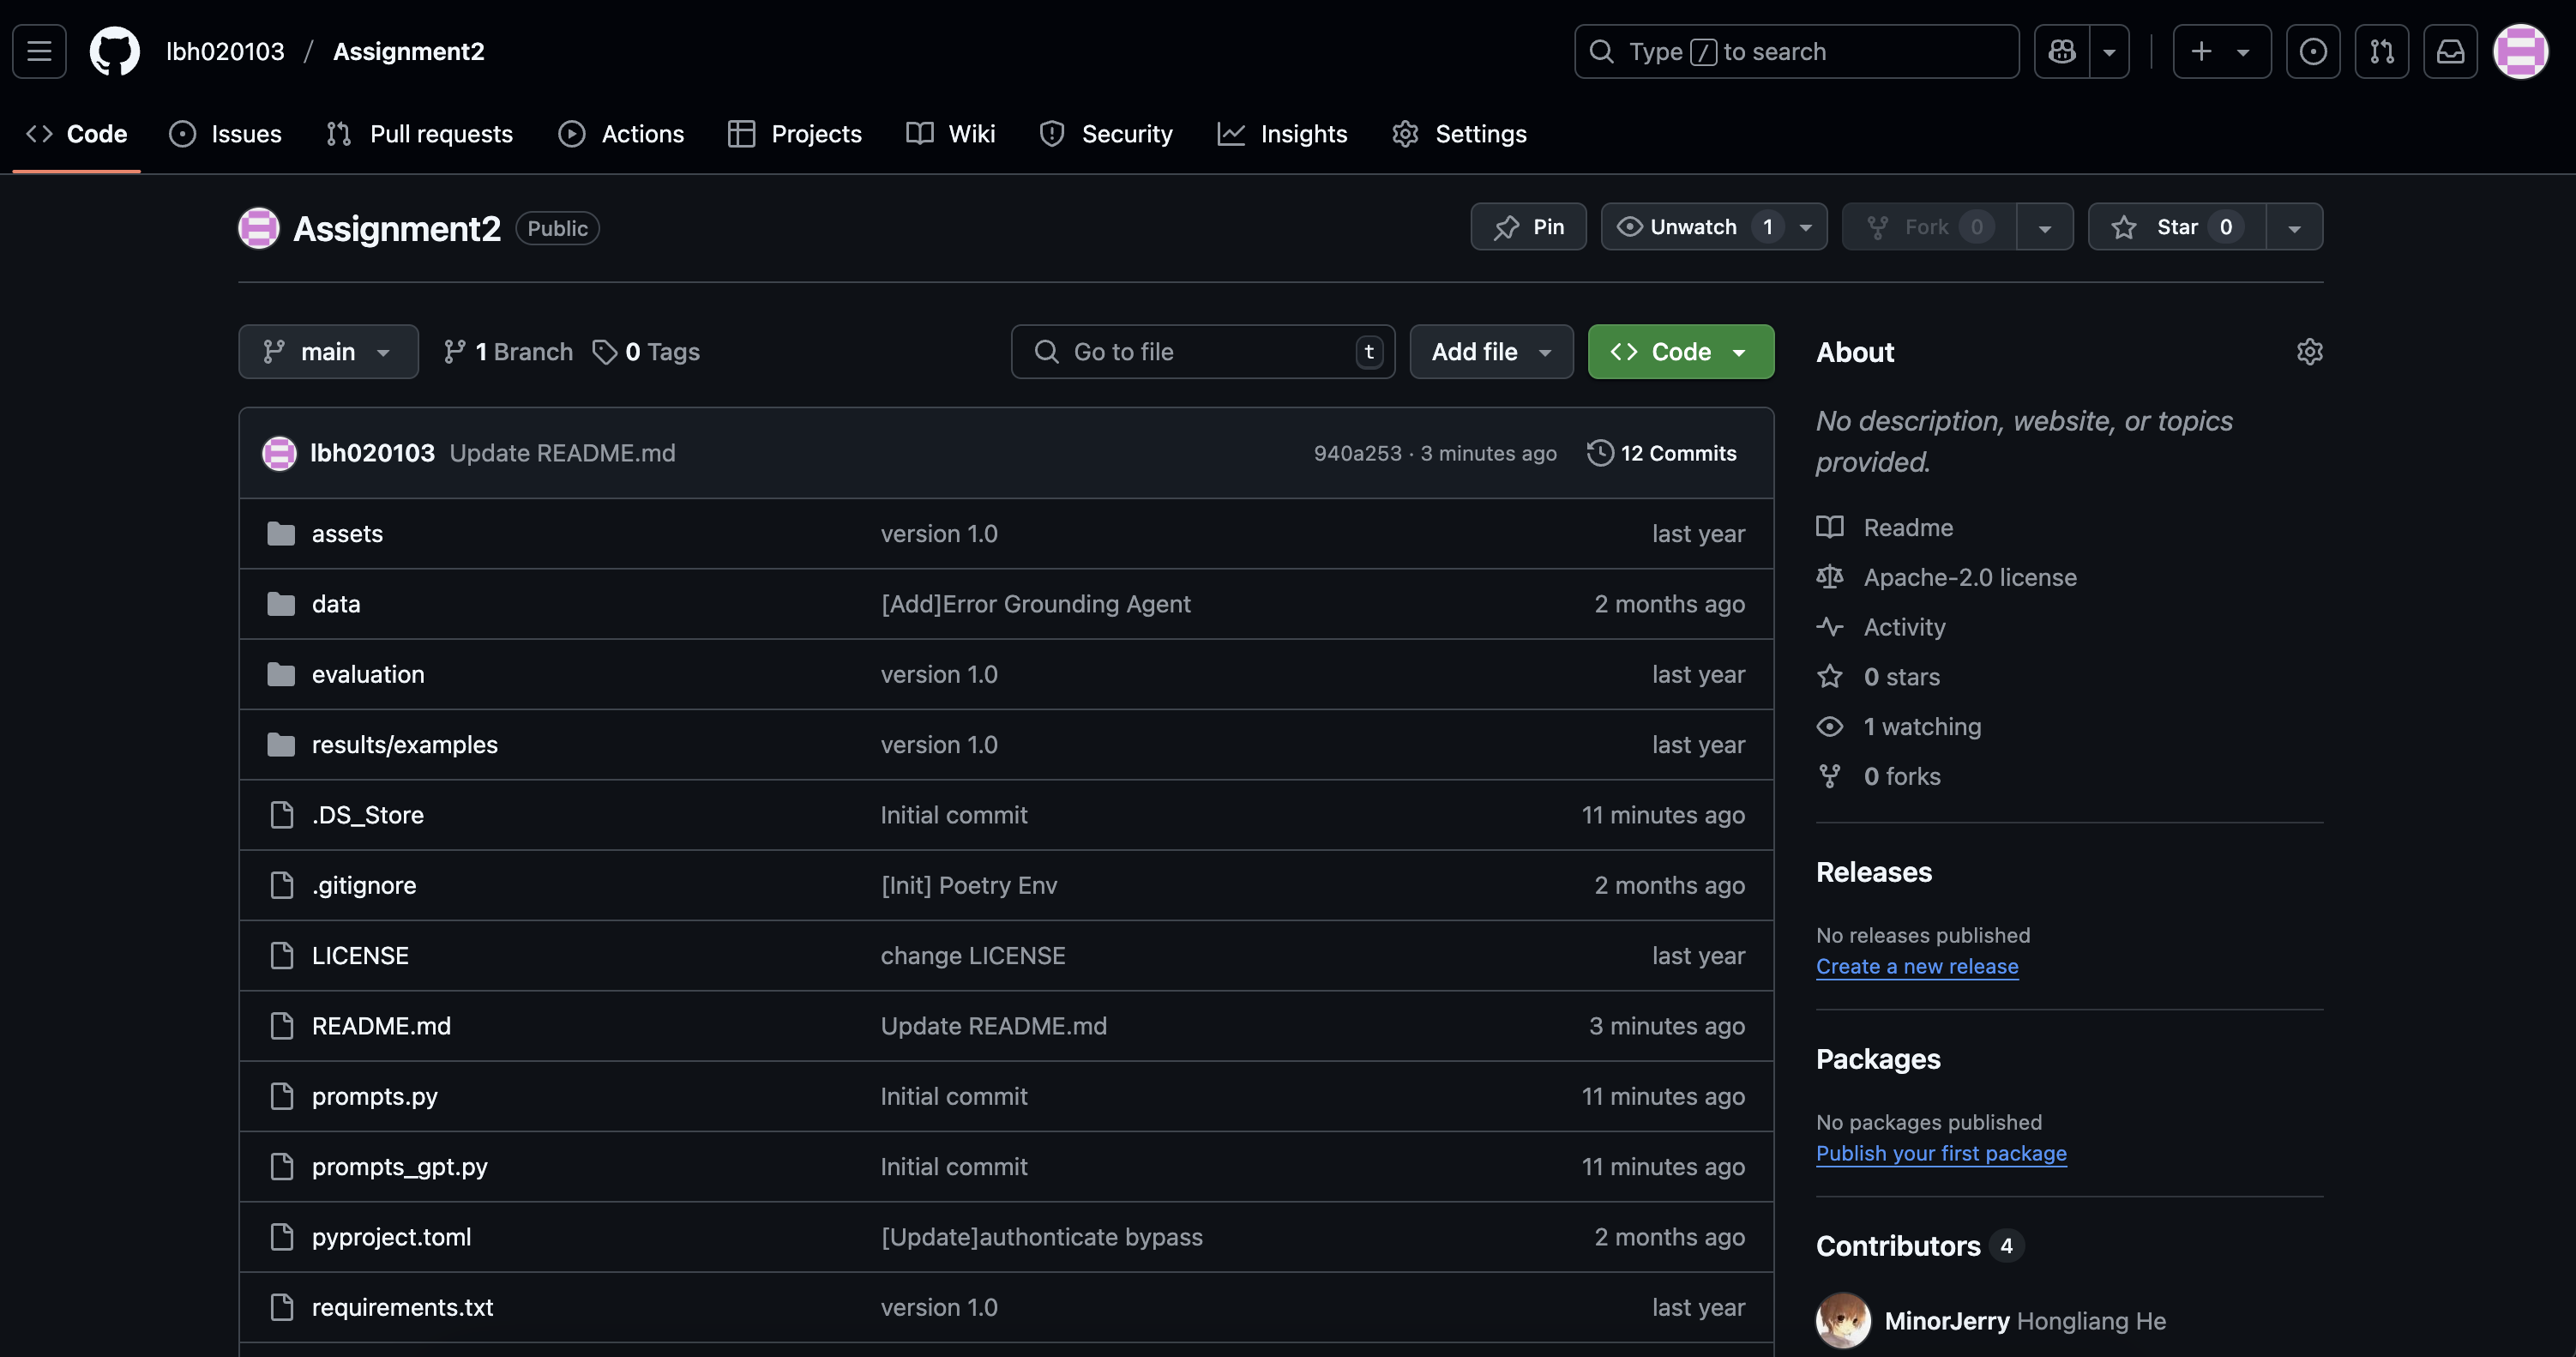 lbh020103 / Assignment2
Type / to search
Code Issues Pull requests Actions Projects Wiki Security Insights Settings
Assignment2 Public
Pin Unwatch 1 Fork 0 Star 0
main 1 Branch 0 Tags
Go to file t Add file Code
lbh020103 Update README.md 940a253 · 3 minutes ago 12 Commits
assets version 1.0 last year
data [Add]Error Grounding Agent 2 months ago
evaluation version 1.0 last year
results/examples version 1.0 last year
.DS_Store Initial commit 11 minutes ago
.gitignore [Init] Poetry Env 2 months ago
LICENSE change LICENSE last year
README.md Update README.md 3 minutes ago
prompts.py Initial commit 11 minutes ago
prompts_gpt.py Initial commit 11 minutes ago
pyproject.toml [Update]authonticate bypass 2 months ago
requirements.txt version 1.0 last year
About
No description, website, or topics
provided.
Readme
Apache-2.0 license
Activity
0 stars
1 watching
0 forks
Releases
No releases published
Create a new release
Packages
No packages published
Publish your first package
Contributors 4
MinorJerry Hongliang He